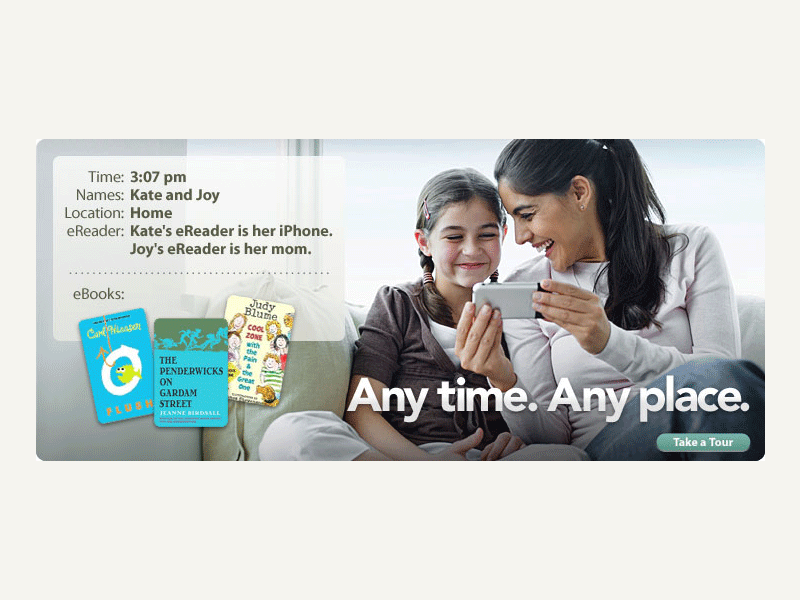 Time: 3:07 pm
Names: Kate and Joy
Location: Home
eReader: Kate's eReader is her iPhone.
Joy's eReader is her mom.
eBooks:
Carl Hiaasen
FLUSH
THE
PENDERWICKS
ON
GARDAM
STREET
JEANNE BIRDSALL
Judy
Blume
COOL
ZONE
with
the
Pain
&
the
Great
One
Any time. Any place.
Take a Tour